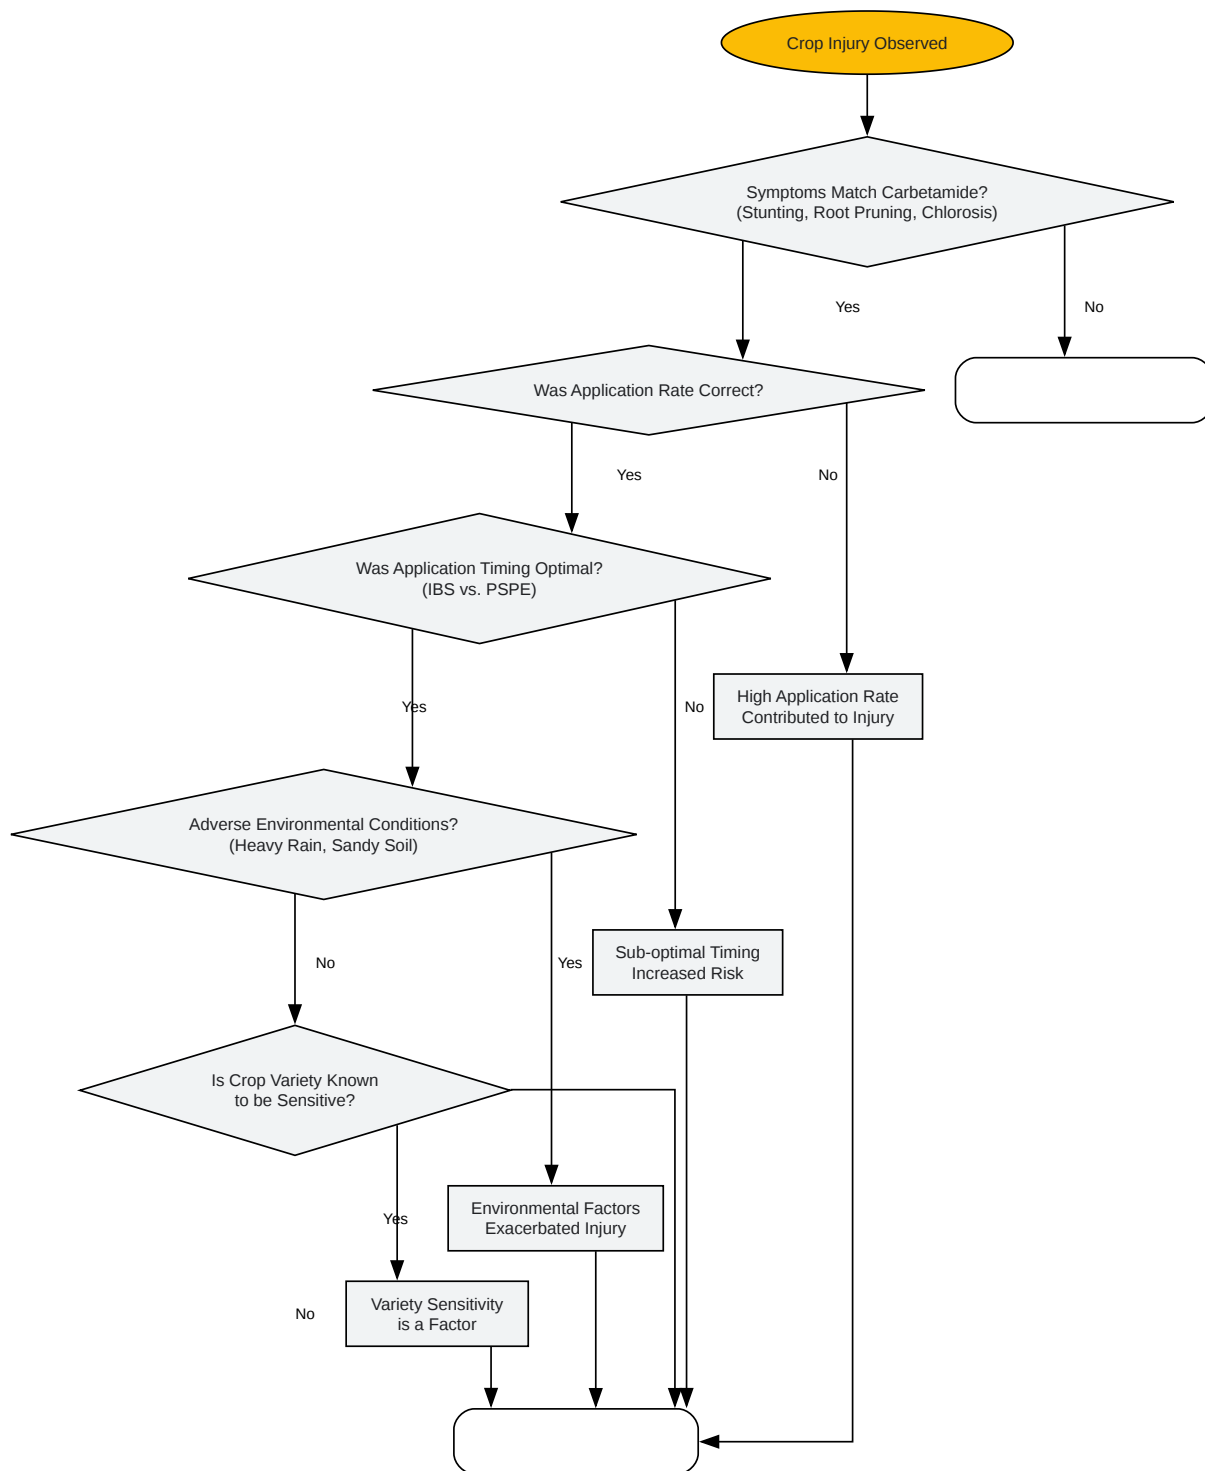 Crop Injury Observed
Symptoms Match Carbetamide?
(Stunting, Root Pruning, Chlorosis)
Yes
No
Was Application Rate Correct?
Yes
No
Was Application Timing Optimal?
(IBS vs. PSPE)
High Application Rate
Contributed to Injury
Yes
No
Adverse Environmental Conditions?
(Heavy Rain, Sandy Soil)
Sub-optimal Timing
Increased Risk
No
Yes
Is Crop Variety Known
to be Sensitive?
Environmental Factors
Exacerbated Injury
Yes
Variety Sensitivity
is a Factor
No